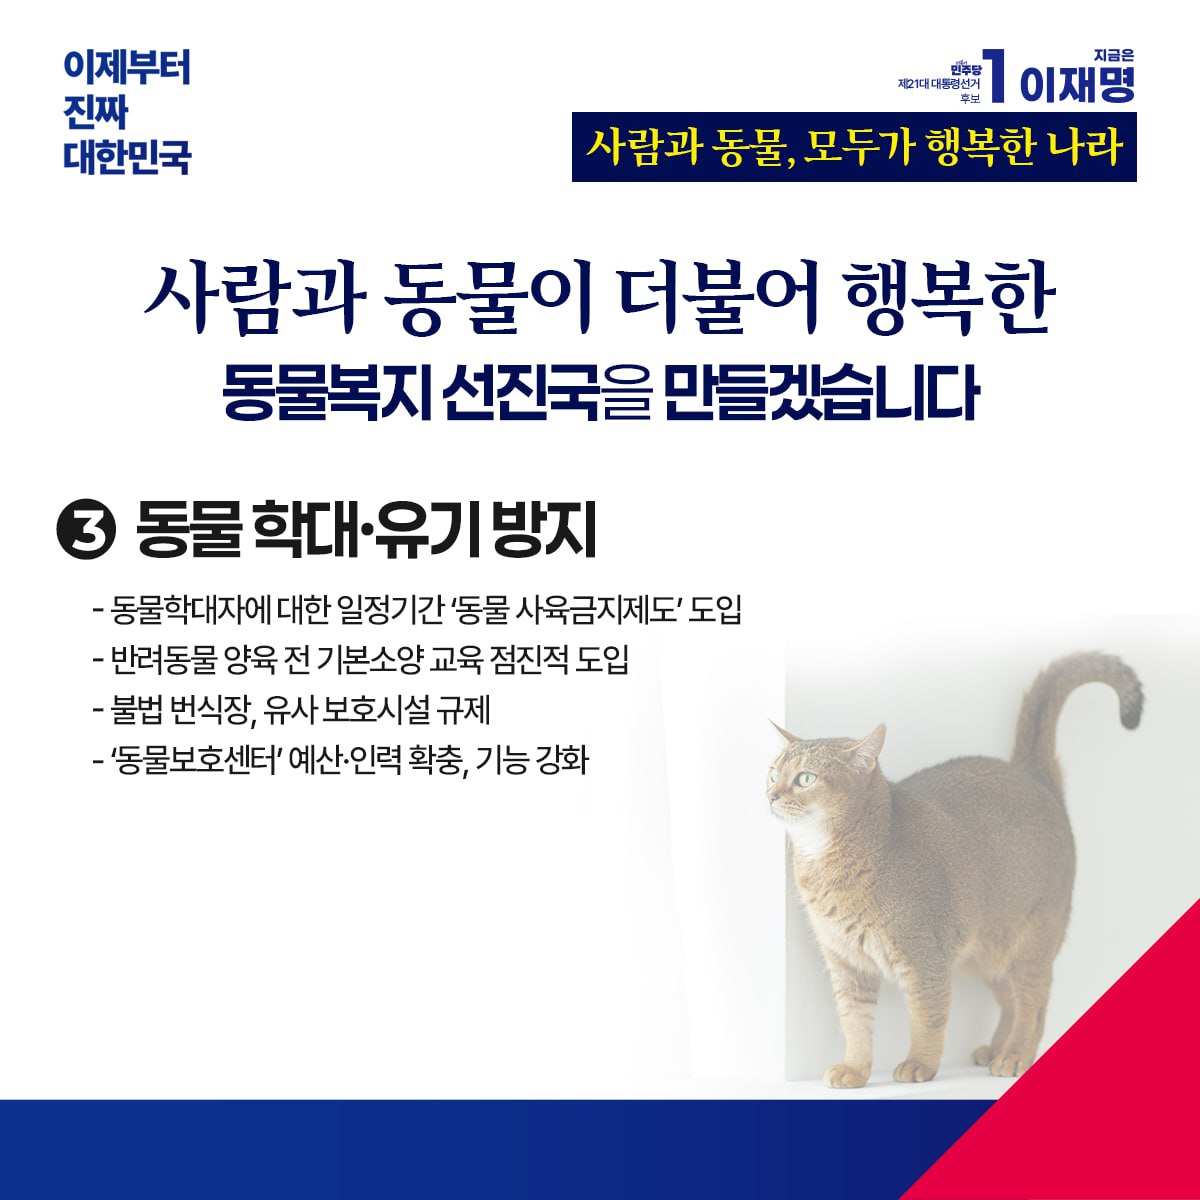 이제부터
진짜
대한민국
더불어
민주당
제21대 대통령선거
후보
1
지금은
이재명
사람과 동물, 모두가 행복한 나라
사람과 동물이 더불어 행복한
동물복지 선진국을 만들겠습니다
3 동물 학대·유기 방지
- 동물학대자에 대한 일정기간 ‘동물 사육금지제도’ 도입
- 반려동물 양육 전 기본소양 교육 점진적 도입
- 불법 번식장, 유사 보호시설 규제
- ‘동물보호센터’ 예산·인력 확충, 기능 강화